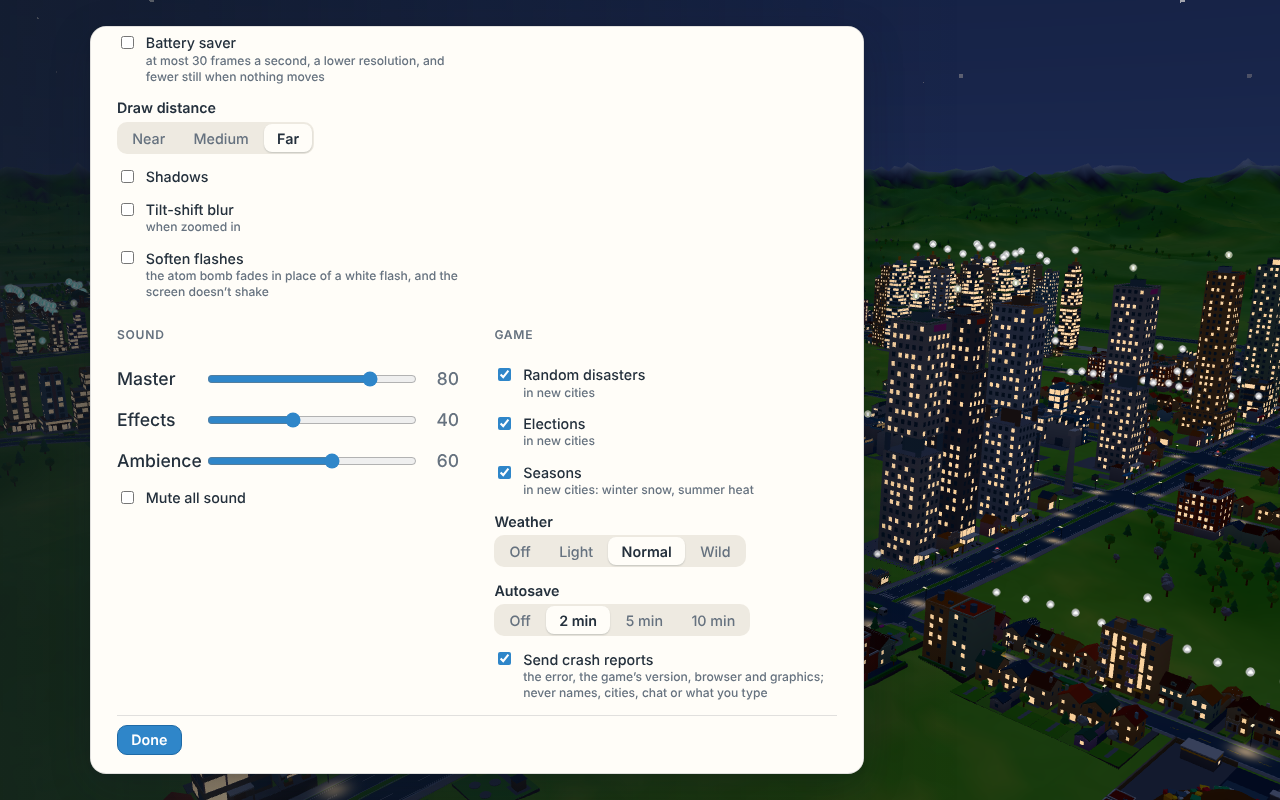 Battery saver
at most 30 frames a second, a lower resolution, and
fewer still when nothing moves
Draw distance
Near Medium Far
Shadows
Tilt-shift blur
when zoomed in
Soften flashes
the atom bomb fades in place of a white flash, and the
screen doesn’t shake
SOUND
Master 80
Effects 40
Ambience 60
Mute all sound
GAME
Random disasters
in new cities
Elections
in new cities
Seasons
in new cities: winter snow, summer heat
Weather
Off Light Normal Wild
Autosave
Off 2 min 5 min 10 min
Send crash reports
the error, the game’s version, browser and graphics;
never names, cities, chat or what you type
Done